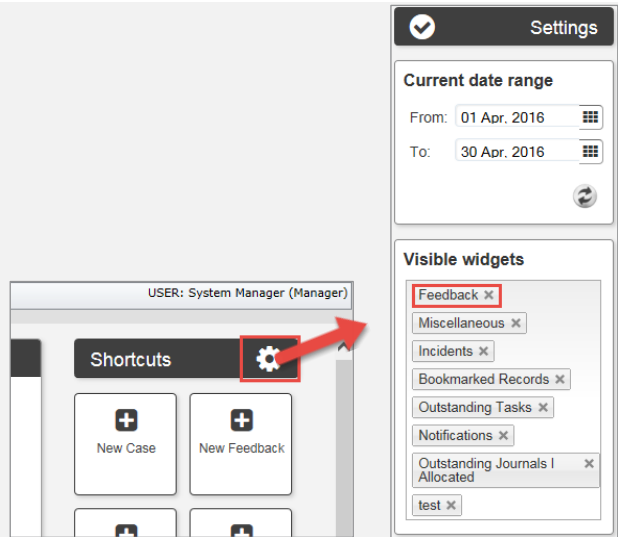 Settings
Current date range
From: 01 Apr, 2016
To: 30 Apr, 2016
Visible widgets
Feedback ×
Miscellaneous ×
Incidents ×
Bookmarked Records ×
Outstanding Tasks ×
Notifications ×
Outstanding Journals I ×
Allocated
test ×
USER: System Manager (Manager)
Shortcuts
New Case
New Feedback